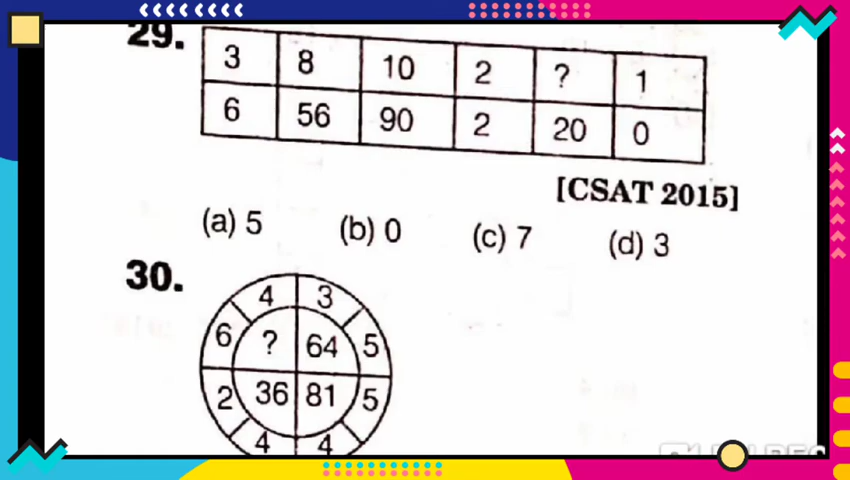 29.
3 8 10 2 ? 1
6 56 90 2 20 0
[CSAT 2015]
(a) 5 (b) 0 (c) 7 (d) 3
30.
4 3
6 ? 64 5
2 36 81 5
4 4